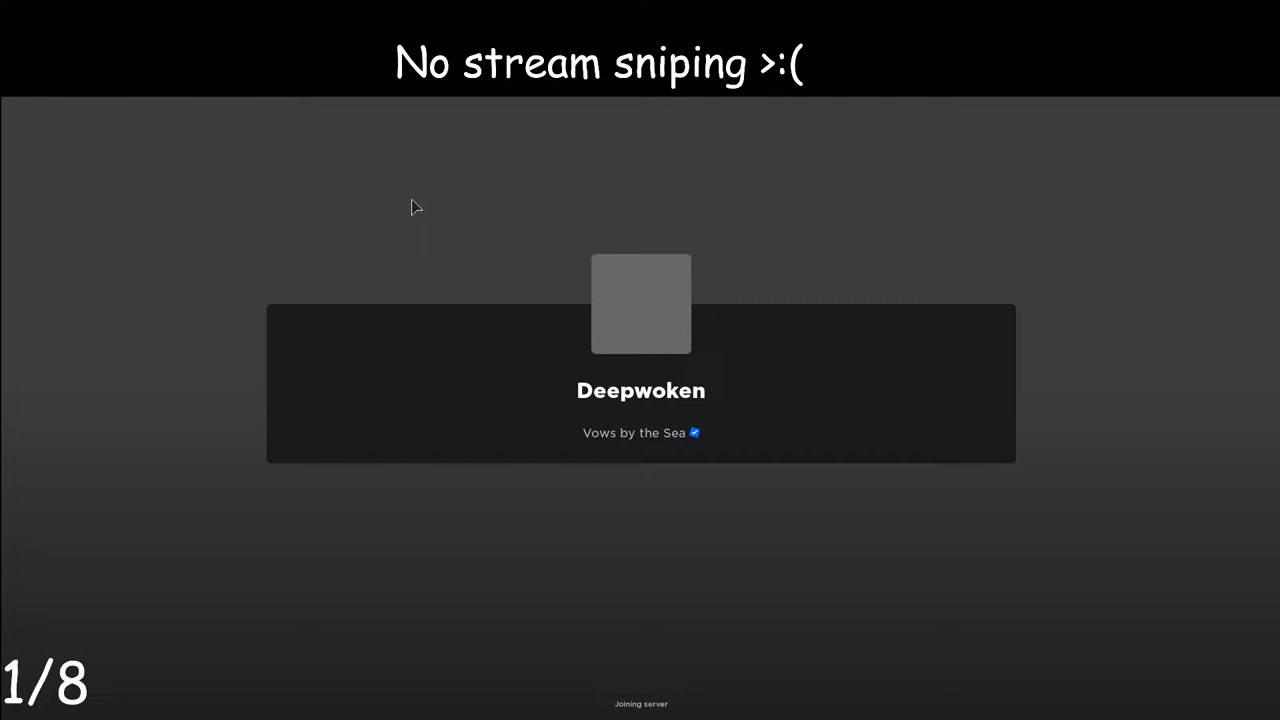 No stream sniping >:(
Deepwoken
Vows by the Sea
1/8
Joining server